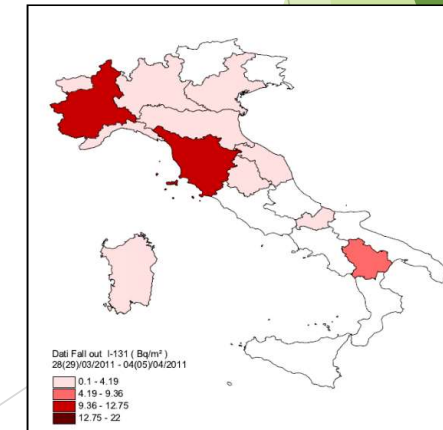 Dati Fall out I-131 ( Bq/m² )
28(29)/03/2011 - 04(05)/04/2011
0.1 - 4.19
4.19 - 9.36
9.36 - 12.75
12.75 - 22